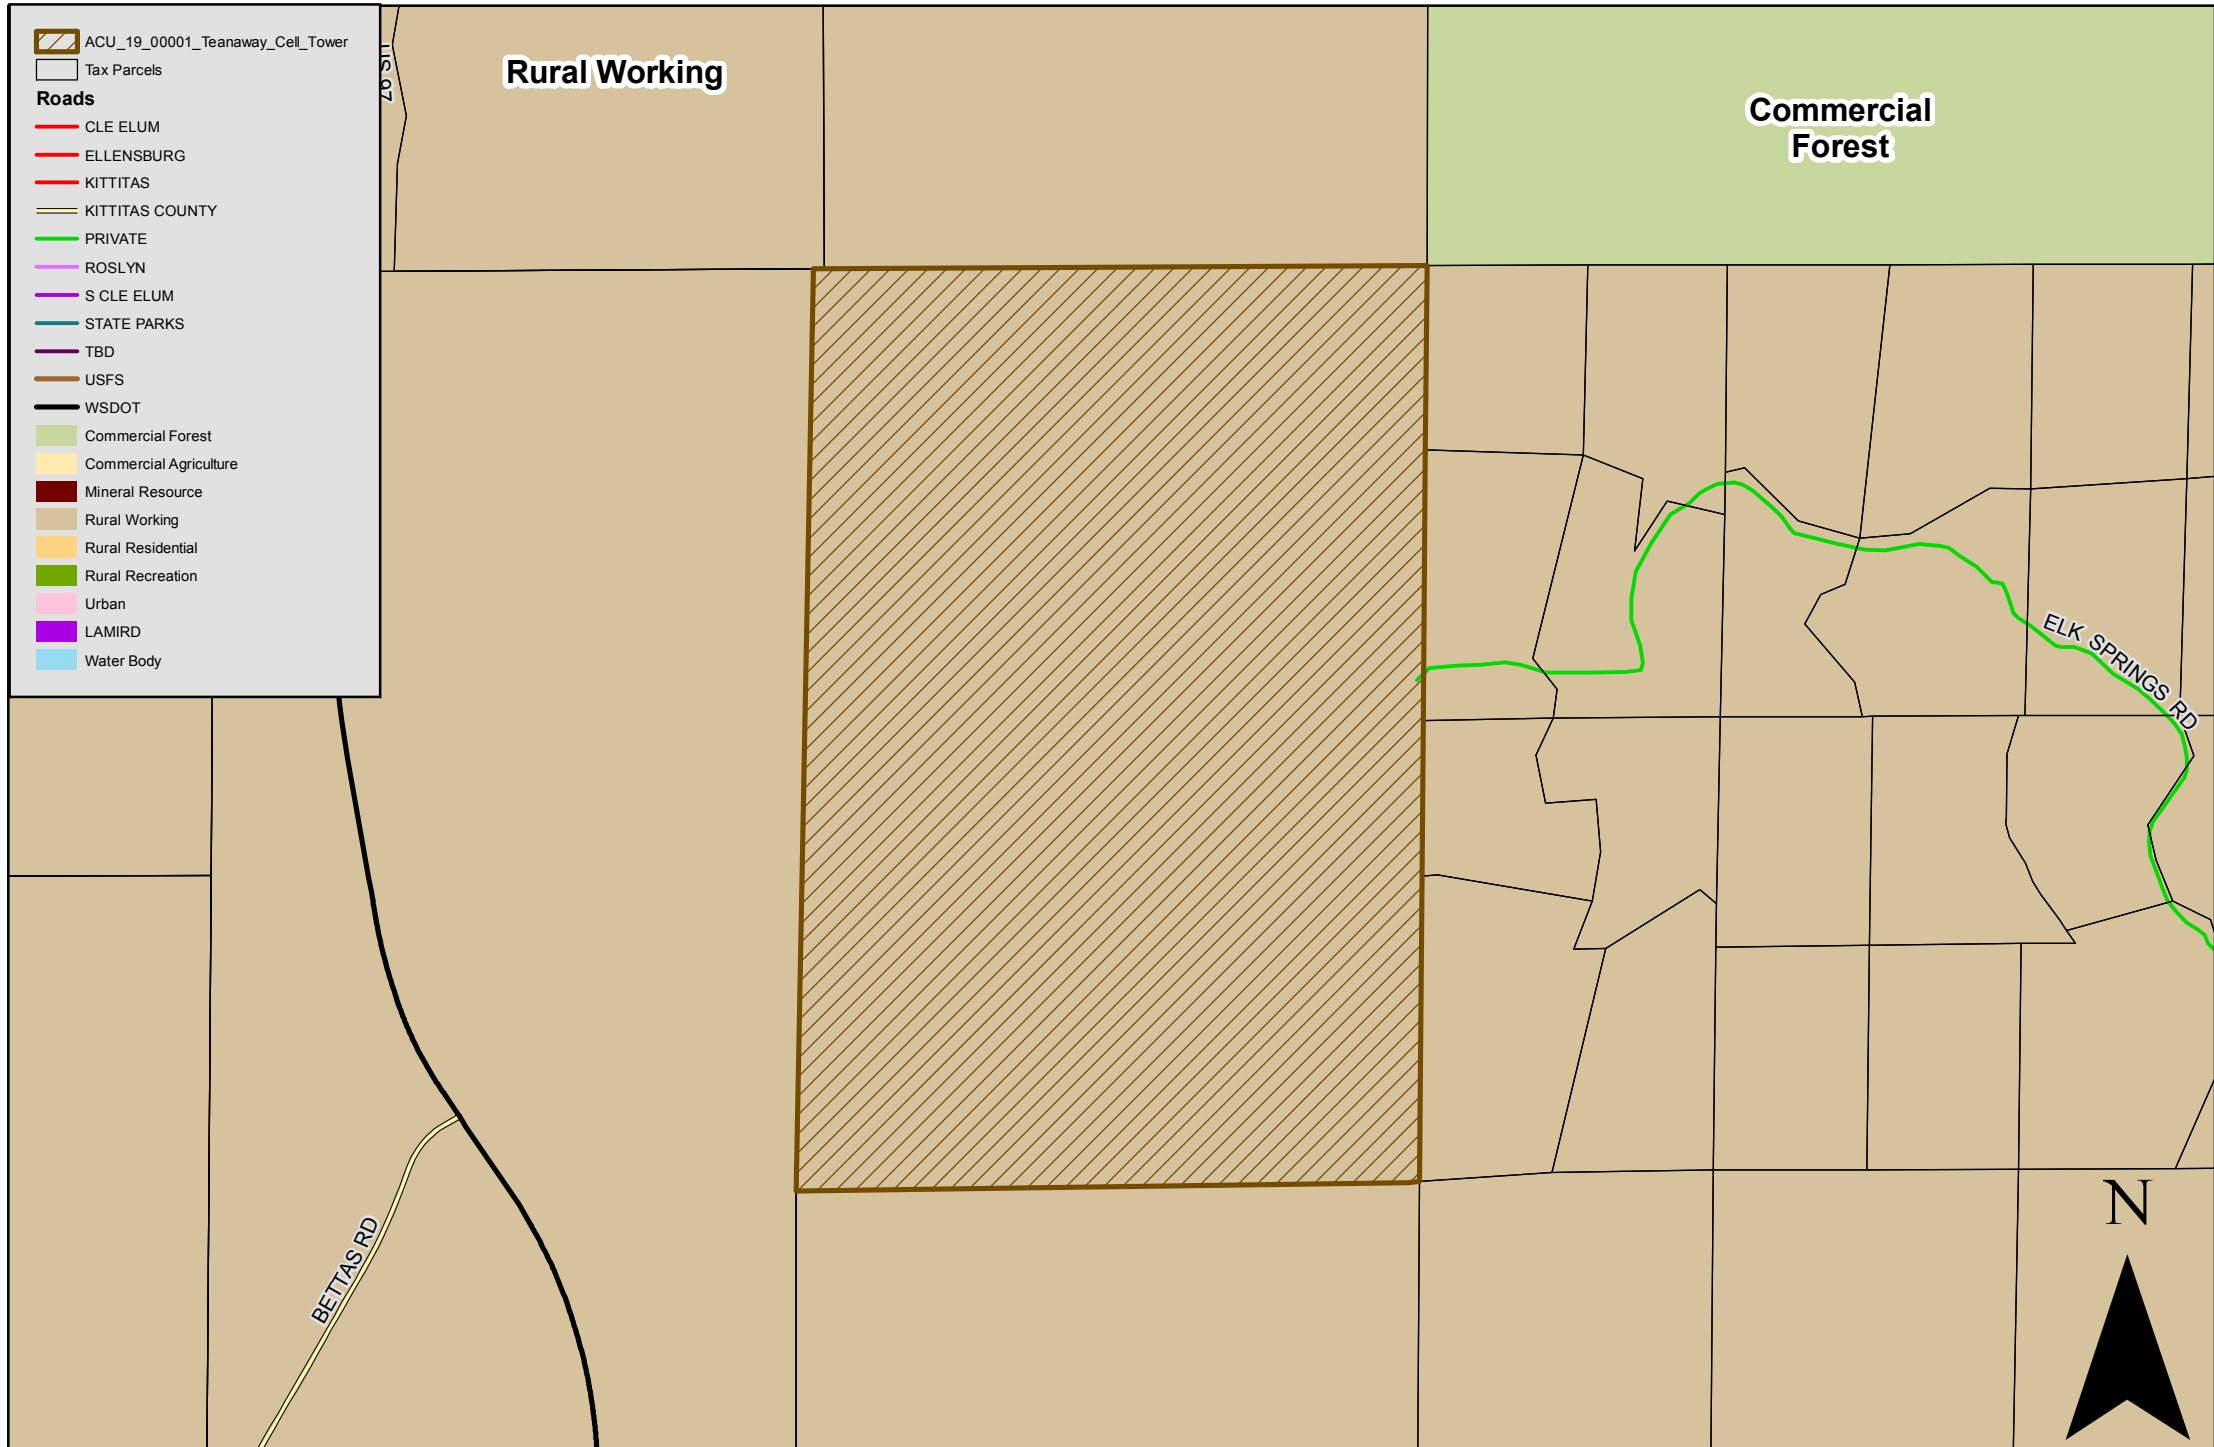 ACU_19_00001_Teanaway_Cell_Tower
Tax Parcels
Roads
CLE ELUM
ELLENSBURG
KITTITAS
KITTITAS COUNTY
PRIVATE
ROSLYN
S CLE ELUM
STATE PARKS
TBD
USFS
WSDOT
Commercial Forest
Commercial Agriculture
Mineral Resource
Rural Working
Rural Residential
Rural Recreation
Urban
LAMIRD
Water Body
US 97
Rural Working
Commercial
Forest
ELK SPRINGS RD
BETTAS RD
N